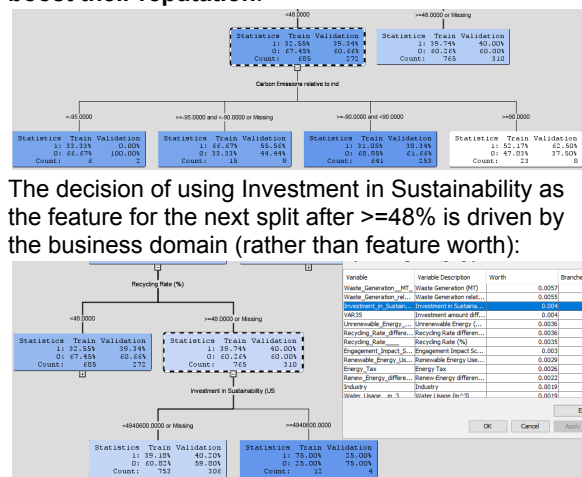 boost their reputation.
<48.0000
>=48.0000 or Missing
Statistics Train Validation
1: 32.55% 39.34%
0: 67.45% 60.66%
Count: 685 272
Statistics Train Validation
1: 39.74% 40.00%
0: 60.26% 60.00%
Count: 765 310
Carbon Emissions relative to ind
<-95.0000
>=-95.0000 and <-90.0000 or Missing
>=-90.0000 and <90.0000
>=90.0000
Statistics Train Validation
1: 33.33% 0.00%
0: 66.67% 100.00%
Count: 6 2
Statistics Train Validation
1: 66.67% 55.56%
0: 33.33% 44.44%
Count: 15 9
Statistics Train Validation
1: 31.05% 38.34%
0: 68.95% 61.66%
Count: 641 253
Statistics Train Validation
1: 52.17% 62.50%
0: 47.83% 37.50%
Count: 23 8
The decision of using Investment in Sustainability as
the feature for the next split after >=48% is driven by
the business domain (rather than feature worth):
Recycling Rate (%)
<48.0000
>=48.0000 or Missing
Statistics Train Validation
1: 32.55% 39.34%
0: 67.45% 60.66%
Count: 685 272
Statistics Train Validation
1: 39.74% 40.00%
0: 60.26% 60.00%
Count: 765 310
Investment in Sustainability (US
<4940600.0000 or Missing
>=4940600.0000
Statistics Train Validation
1: 39.18% 40.20%
0: 60.82% 59.80%
Count: 753 306
Statistics Train Validation
1: 75.00% 25.00%
0: 25.00% 75.00%
Count: 12 4
Variable Variable Description Worth Branche
Waste_Generation__MT_ Waste Generation (MT) 0.0057
Waste_Generation_rel... Waste Generation relat... 0.0055
Investment_in_Sustain... Investment in Sustaina... 0.004
VAR35 Investment amount diff... 0.004
Unrenewable_Energy_... Unrenewable Energy (... 0.0036
Recycling_Rate_differe... Recycling Rate differen... 0.0036
Recycling_Rate____ Recycling Rate (%) 0.0035
Engagement_Impact_S... Engagement Impact Sc... 0.003
Renewable_Energy_Us... Renewable Energy Use... 0.0029
Energy_Tax Energy Tax 0.0026
Renew_Energy_differe... Renew-Energy differen... 0.0022
Industry Industry 0.0019
Water_Usage__m_3_ Water Usage (m^3) 0.0019
OK Cancel Apply